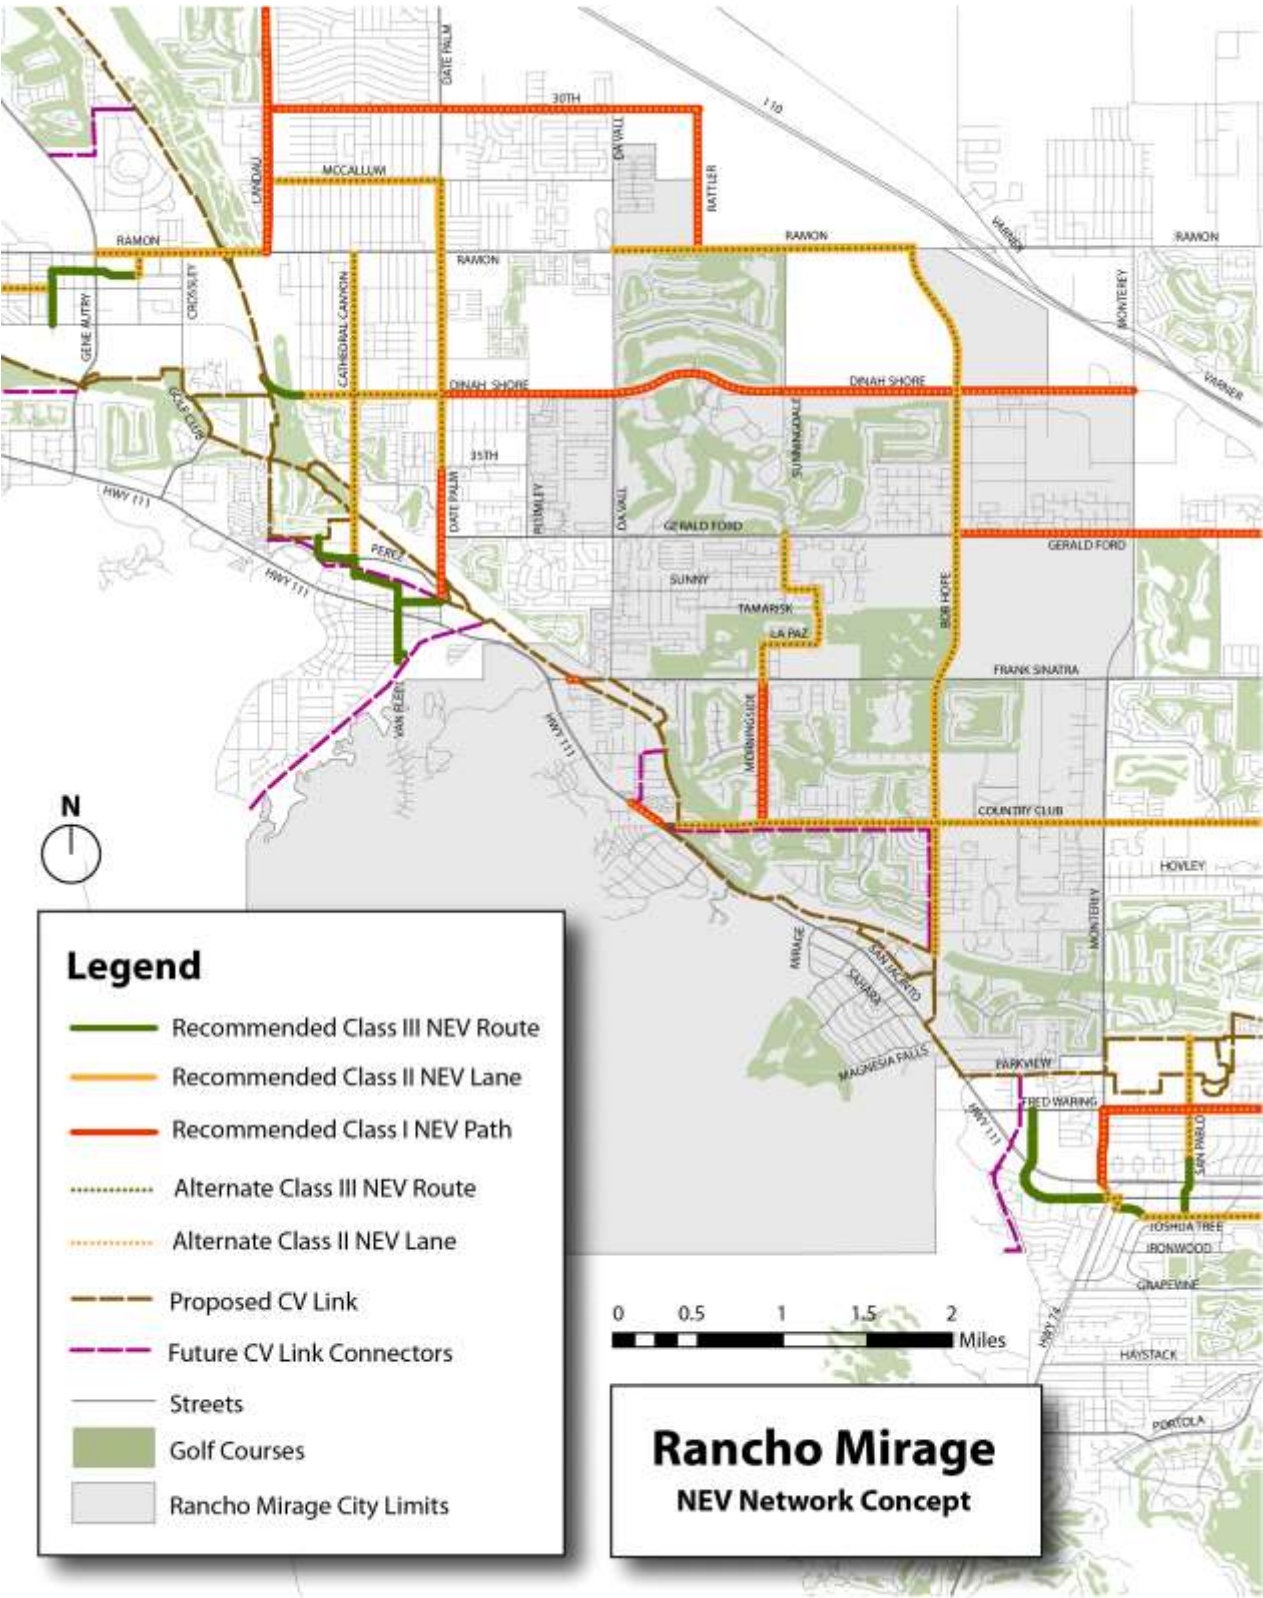 DATE PALM
30TH
I 10
DA VALL
LANDAU
MCCALLUM
RATTLER
RAMON
RAMON
RAMON
RAMON
VARNER
CROSSLEY
GENE AUTRY
CATHEDRAL CANYON
MONTEREY
DINAH SHORE
DINAH SHORE
VARNER
GOLF CLUB
SUNNINGDALE
35TH
HWY 111
DATE PALM
PLUMLEY
DA VALL
GERALD FORD
GERALD FORD
PEREZ
HWY 111
SUNNY
TAMARISK
BOB HOPE
LA PAZ
FRANK SINATRA
VAN FLEET
HWY 111
MORNINGSIDE
N
COUNTRY CLUB
HOVLEY
MONTEREY
MIRAGE
SAN JACINTO
SAHARA
MAGNESIA FALLS
PARKVIEW
FRED WARING
HWY 111
SAN PABLO
JOSHUA TREE
IRONWOOD
GRAPEVINE
HWY 74
HAYSTACK
PORTOLA
Legend
Recommended Class III NEV Route
Recommended Class II NEV Lane
Recommended Class I NEV Path
Alternate Class III NEV Route
Alternate Class II NEV Lane
Proposed CV Link
Future CV Link Connectors
Streets
Golf Courses
Rancho Mirage City Limits
0 0.5 1 1.5 2
Miles
Rancho Mirage
NEV Network Concept